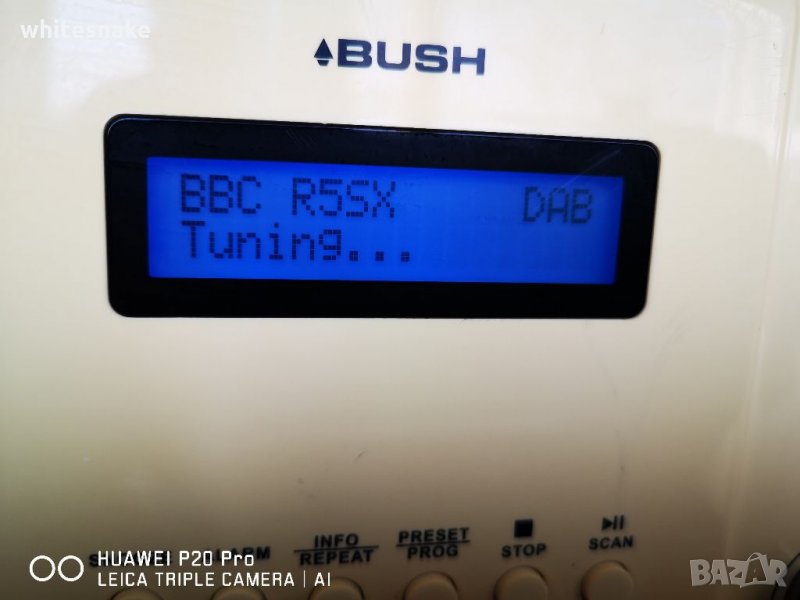 whitesnake
BUSH
BBC R5SX DAB
Tuning...
INFO
REPEAT
PRESET
PROG
STOP
SCAN
HUAWEI P20 Pro
LEICA TRIPLE CAMERA | AI
BAZAR